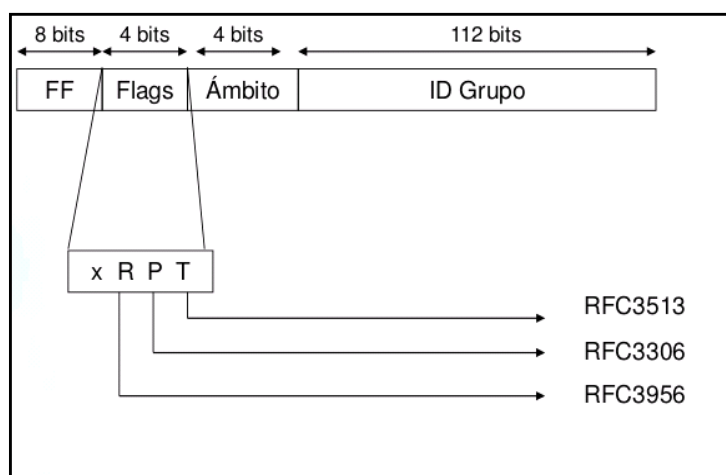 8 bits 4 bits 4 bits 112 bits
FF Flags Ámbito ID Grupo
x R P T
RFC3513
RFC3306
RFC3956